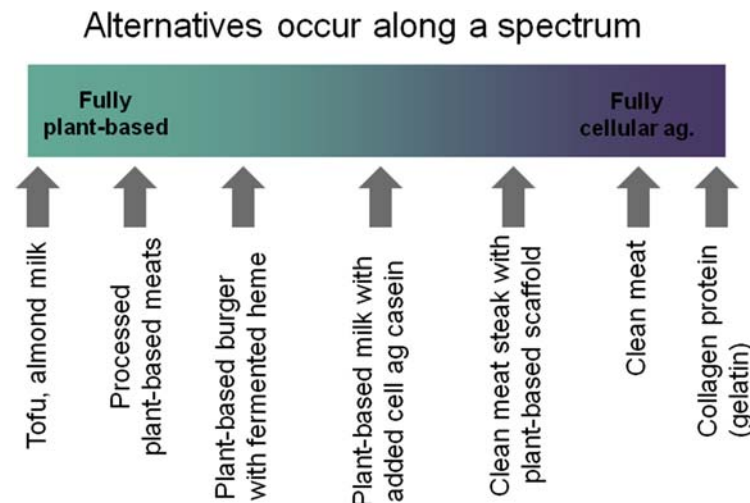 Alternatives occur along a spectrum
Fully
plant-based
Fully
cellular ag.
Tofu, almond milk
Processed
plant-based meats
Plant-based burger
with fermented heme
Plant-based milk with
added cell ag casein
Clean meat steak with
plant-based scaffold
Clean meat
Collagen protein
(gelatin)